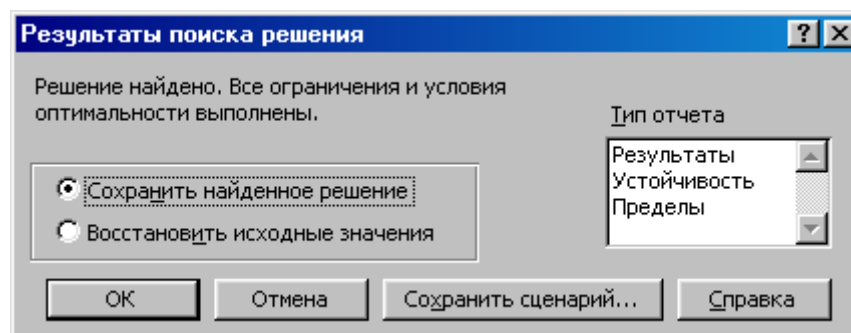 Результаты поиска решения
Решение найдено. Все ограничения и условия
оптимальности выполнены.
Тип отчета
Результаты
Устойчивость
Пределы
Сохранить найденное решение
Восстановить исходные значения
ОК
Отмена
Сохранить сценарий...
Справка